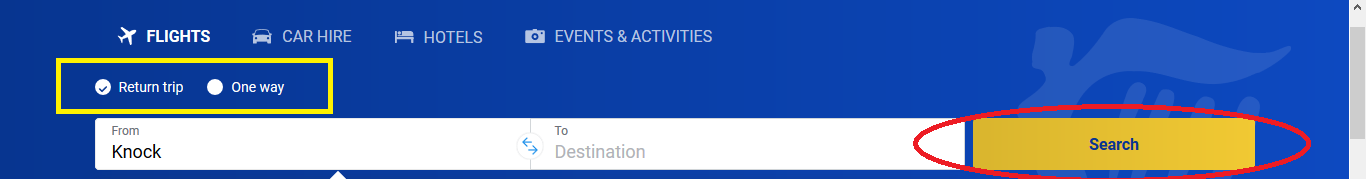 FLIGHTS CAR HIRE HOTELS EVENTS & ACTIVITIES
Return trip One way
From To
Knock Destination Search